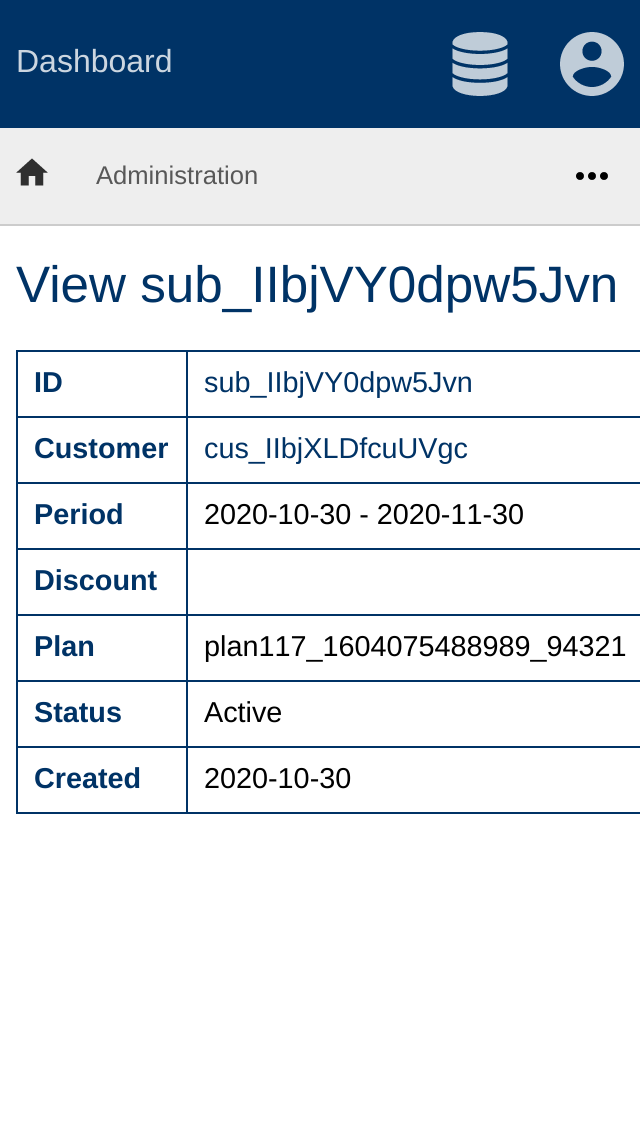 Dashboard
Administration
View sub_IIbjVY0dpw5Jvn
ID sub_IIbjVY0dpw5Jvn
Customer cus_IIbjXLDfcuUVgc
Period 2020-10-30 - 2020-11-30
Discount
Plan plan117_1604075488989_94321
Status Active
Created 2020-10-30